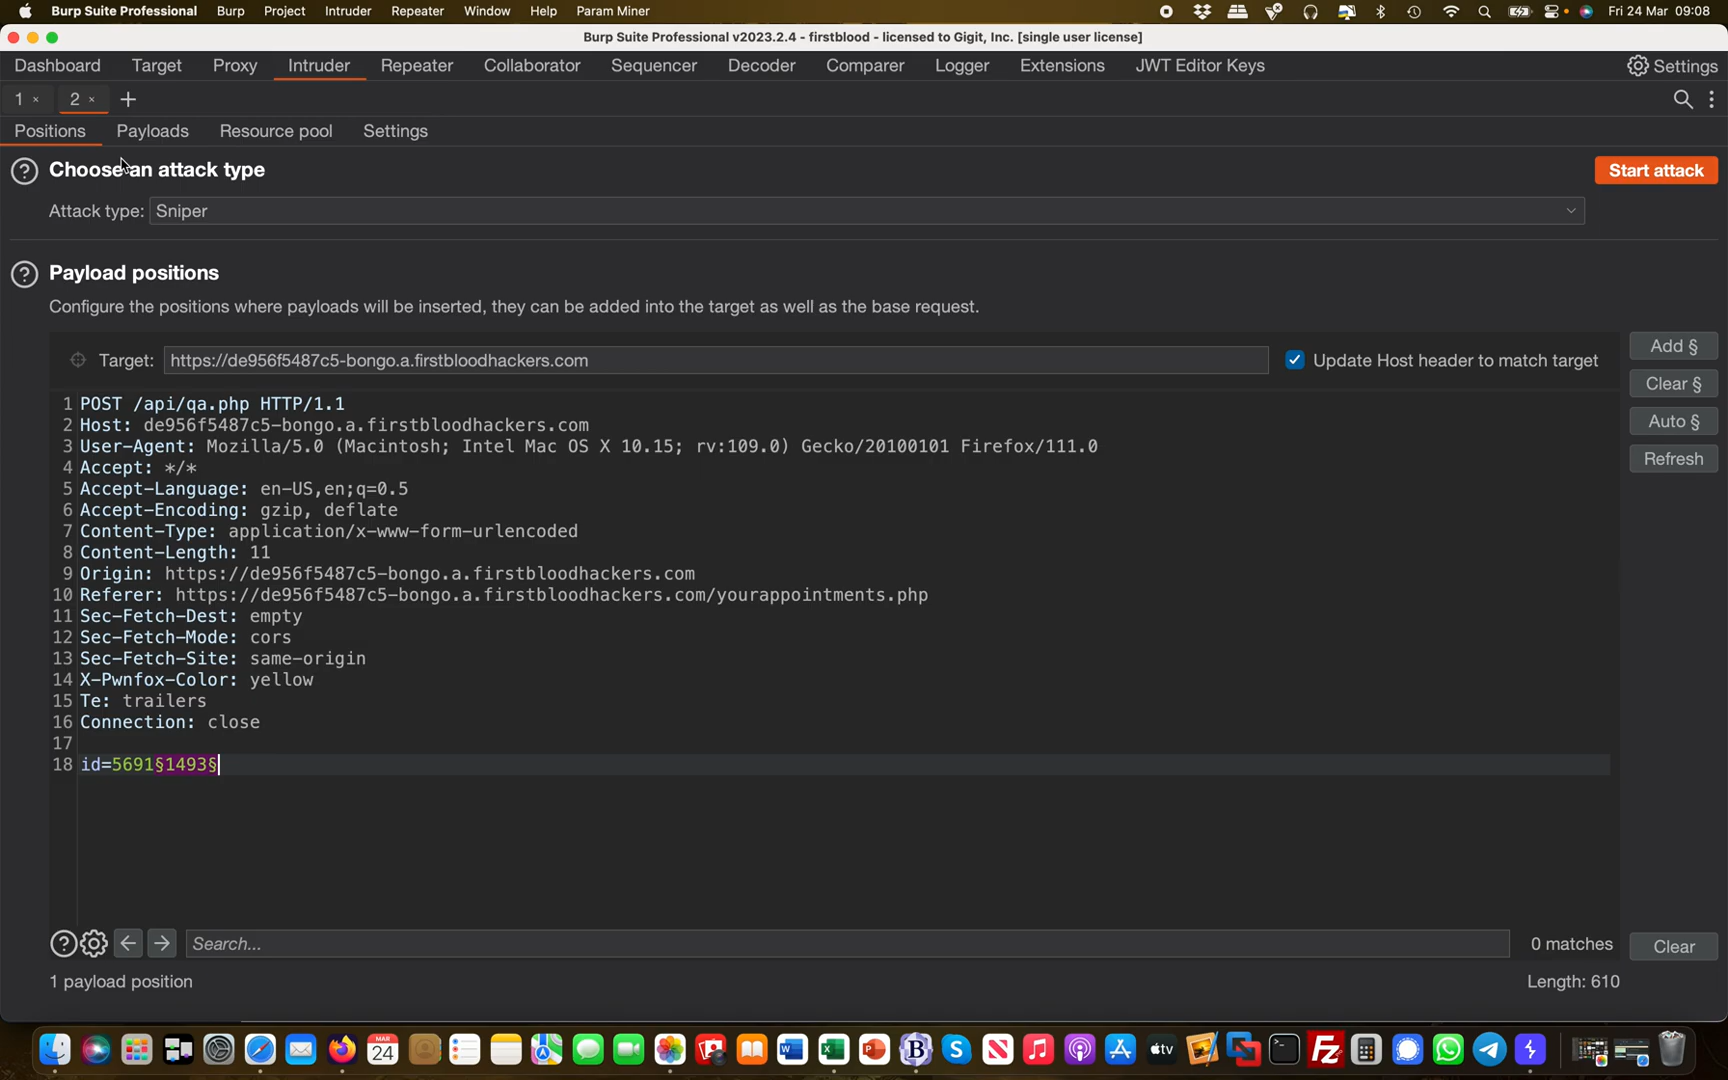 Burp Suite Professional Burp Project Intruder Repeater Window Help Param Miner Fri 24 Mar 09:08
Burp Suite Professional v2023.2.4 - firstblood - licensed to Gigit, Inc. [single user license]
Dashboard Target Proxy Intruder Repeater Collaborator Sequencer Decoder Comparer Logger Extensions JWT Editor Keys Settings
1 × 2 × +
Positions Payloads Resource pool Settings
? Choose an attack type Start attack
Attack type: Sniper
? Payload positions
Configure the positions where payloads will be inserted, they can be added into the target as well as the base request.
Target: https://de956f5487c5-bongo.a.firstbloodhackers.com Update Host header to match target
Add §
Clear §
Auto §
Refresh
1 POST /api/qa.php HTTP/1.1
2 Host: de956f5487c5-bongo.a.firstbloodhackers.com
3 User-Agent: Mozilla/5.0 (Macintosh; Intel Mac OS X 10.15; rv:109.0) Gecko/20100101 Firefox/111.0
4 Accept: */*
5 Accept-Language: en-US,en;q=0.5
6 Accept-Encoding: gzip, deflate
7 Content-Type: application/x-www-form-urlencoded
8 Content-Length: 11
9 Origin: https://de956f5487c5-bongo.a.firstbloodhackers.com
10 Referer: https://de956f5487c5-bongo.a.firstbloodhackers.com/yourappointments.php
11 Sec-Fetch-Dest: empty
12 Sec-Fetch-Mode: cors
13 Sec-Fetch-Site: same-origin
14 X-Pwnfox-Color: yellow
15 Te: trailers
16 Connection: close
17
18 id=5691§1493§
? Search... 0 matches Clear
1 payload position Length: 610
MAR
24
tv